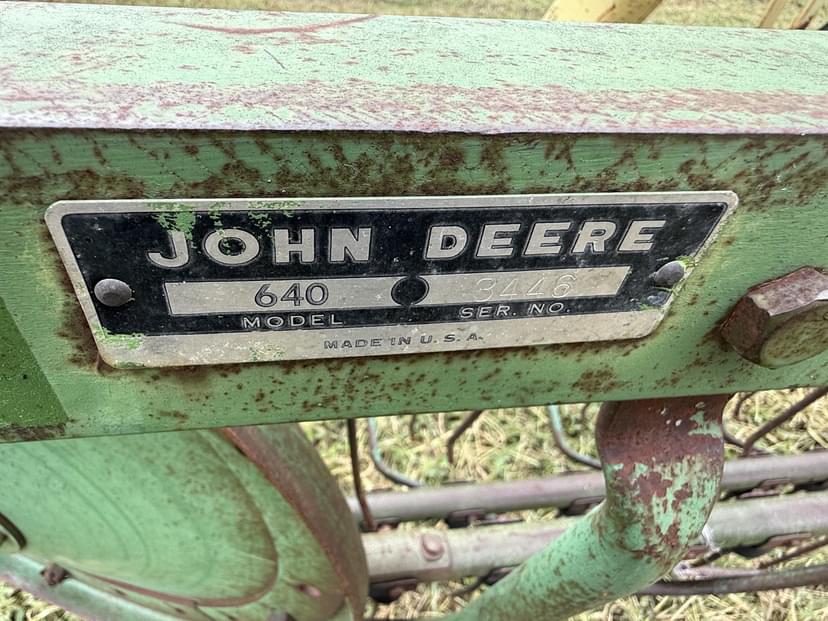 JOHN DEERE
640 3446
MODEL SER. NO.
MADE IN U.S.A.